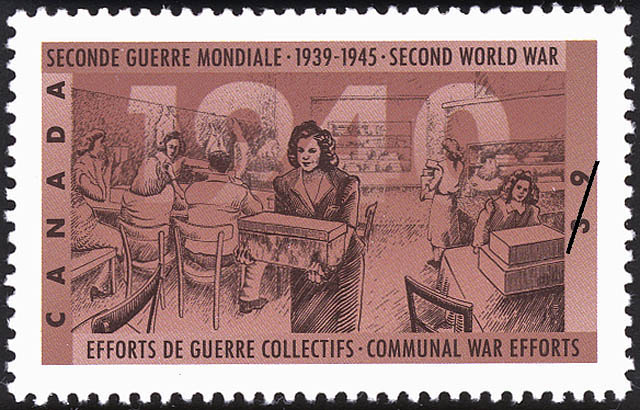 SECONDE GUERRE MONDIALE · 1939-1945 · SECOND WORLD WAR
1940
CANADA
39
EFFORTS DE GUERRE COLLECTIFS · COMMUNAL WAR EFFORTS